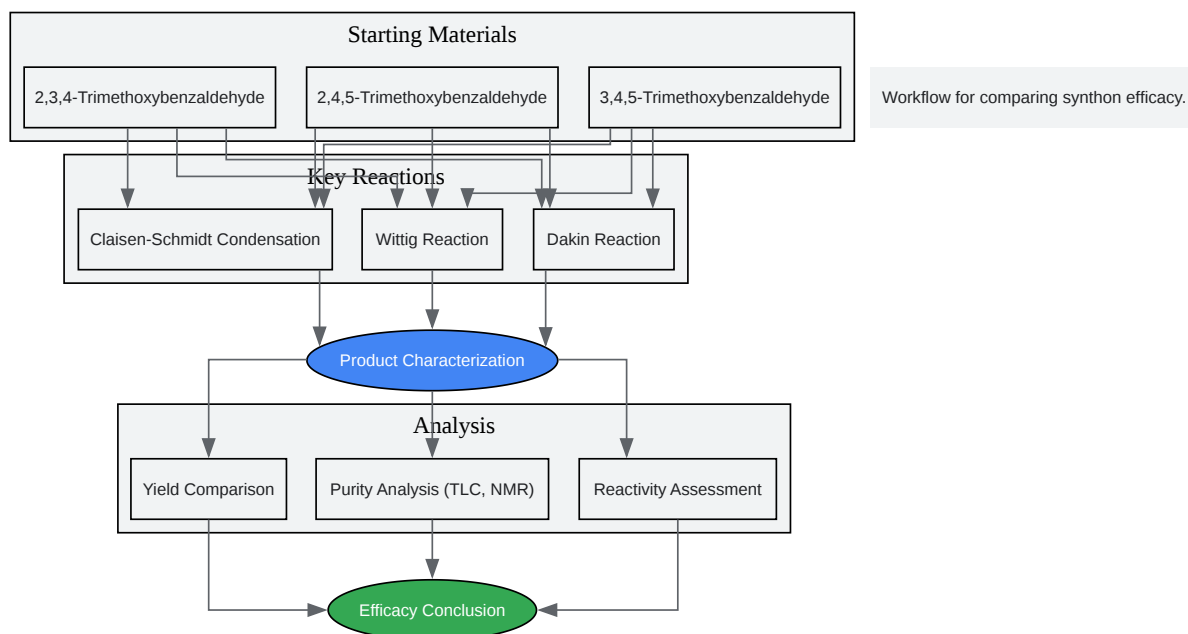 Starting Materials
2,3,4-Trimethoxybenzaldehyde
2,4,5-Trimethoxybenzaldehyde
3,4,5-Trimethoxybenzaldehyde
Workflow for comparing synthon efficacy.
Key Reactions
Claisen-Schmidt Condensation
Wittig Reaction
Dakin Reaction
Product Characterization
Analysis
Yield Comparison
Purity Analysis (TLC, NMR)
Reactivity Assessment
Efficacy Conclusion